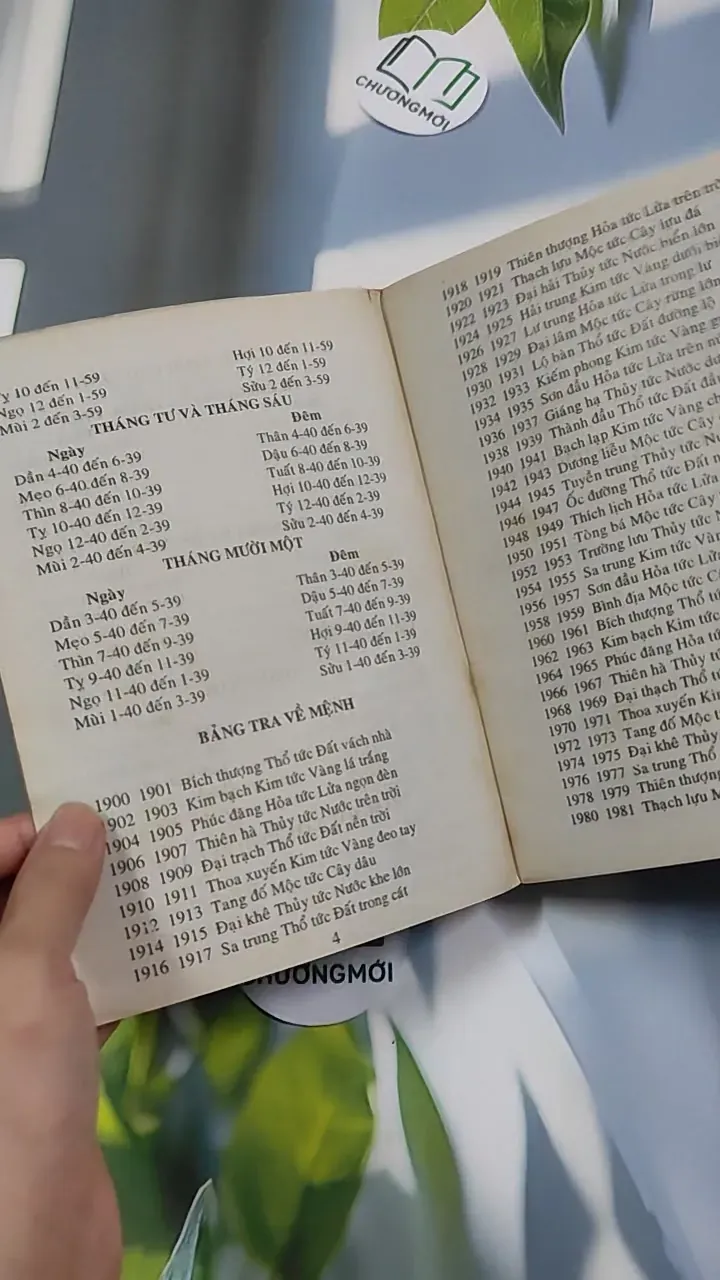 CHƯƠNGMỚI
Tỵ 10 đến 11-59
Ngọ 12 đến 1-59
Mùi 2 đến 3-59
Hợi 10 đến 11-59
Tý 12 đến 1-59
Sửu 2 đến 3-59
THÁNG TƯ VÀ THÁNG SÁU
Ngày
Dần 4-40 đến 6-39
Mẹo 6-40 đến 8-39
Thìn 8-40 đến 10-39
Tỵ 10-40 đến 12-39
Ngọ 12-40 đến 2-39
Mùi 2-40 đến 4-39
Đêm
Thân 4-40 đến 6-39
Dậu 6-40 đến 8-39
Tuất 8-40 đến 10-39
Hợi 10-40 đến 12-39
Tý 12-40 đến 2-39
Sửu 2-40 đến 4-39
THÁNG MƯỜI MỘT
Ngày
Dần 3-40 đến 5-39
Mẹo 5-40 đến 7-39
Thìn 7-40 đến 9-39
Tỵ 9-40 đến 11-39
Ngọ 11-40 đến 1-39
Mùi 1-40 đến 3-39
Đêm
Thân 3-40 đến 5-39
Dậu 5-40 đến 7-39
Tuất 7-40 đến 9-39
Hợi 9-40 đến 11-39
Tý 11-40 đến 1-39
Sửu 1-40 đến 3-39
BẢNG TRA VỀ MỆNH
1900 1901 Bích thượng Thổ tức Đất vách nhà
1902 1903 Kim bạch Kim tức Vàng lá trắng
1904 1905 Phúc đăng Hỏa tức Lửa ngọn đèn
1906 1907 Thiên hà Thủy tức Nước trên trời
1908 1909 Đại trạch Thổ tức Đất nền trời
1910 1911 Thoa xuyến Kim tức Vàng đeo tay
1912 1913 Tang đố Mộc tức Cây dâu
1914 1915 Đại khê Thủy tức Nước khe lớn
1916 1917 Sa trung Thổ tức Đất trong cát
4
1918 1919 Thiên thượng Hỏa tức Lửa trên
1920 1921 Thạch lựu Mộc tức Cây lựu đá
1922 1923 Đại hải Thủy tức Nước biển lớn
1924 1925 Hải trung Kim tức Vàng dưới
1926 1927 Lư trung Hỏa tức Lửa trong lư
1928 1929 Đại lâm Mộc tức Cây rừng lớn
1930 1931 Lộ bàn Thổ tức Đất đường lộ
1932 1933 Kiếm phong Kim tức Vàng
1934 1935 Sơn đầu Hỏa tức Lửa trên
1936 1937 Giáng hạ Thủy tức Nước
1938 1939 Thành đầu Thổ tức Đất
1940 1941 Bạch lạp Kim tức Vàng
1942 1943 Dương liễu Mộc tức Cây
1944 1945 Tuyền trung Thủy tức
1946 1947 Ốc đường Thổ tức Đất
1948 1949 Thích lịch Hỏa tức Lửa
1950 1951 Tòng bá Mộc tức Cây
1952 1953 Trường lưu Thủy tức
1954 1955 Sa trung Kim tức
1956 1957 Sơn đầu Hỏa tức
1958 1959 Bình địa Mộc tức
1960 1961 Bích thượng Thổ
1962 1963 Kim bạch Kim tức
1964 1965 Phúc đăng Hỏa
1966 1967 Thiên hà Thủy
1968 1969 Đại thạch Thổ
1970 1971 Thoa xuyến Kim
1972 1973 Tang đố Mộc
1974 1975 Đại khê Thủy
1976 1977 Sa trung Thổ
1978 1979 Thiên thượng
1980 1981 Thạch lựu
CHƯƠNGMỚI